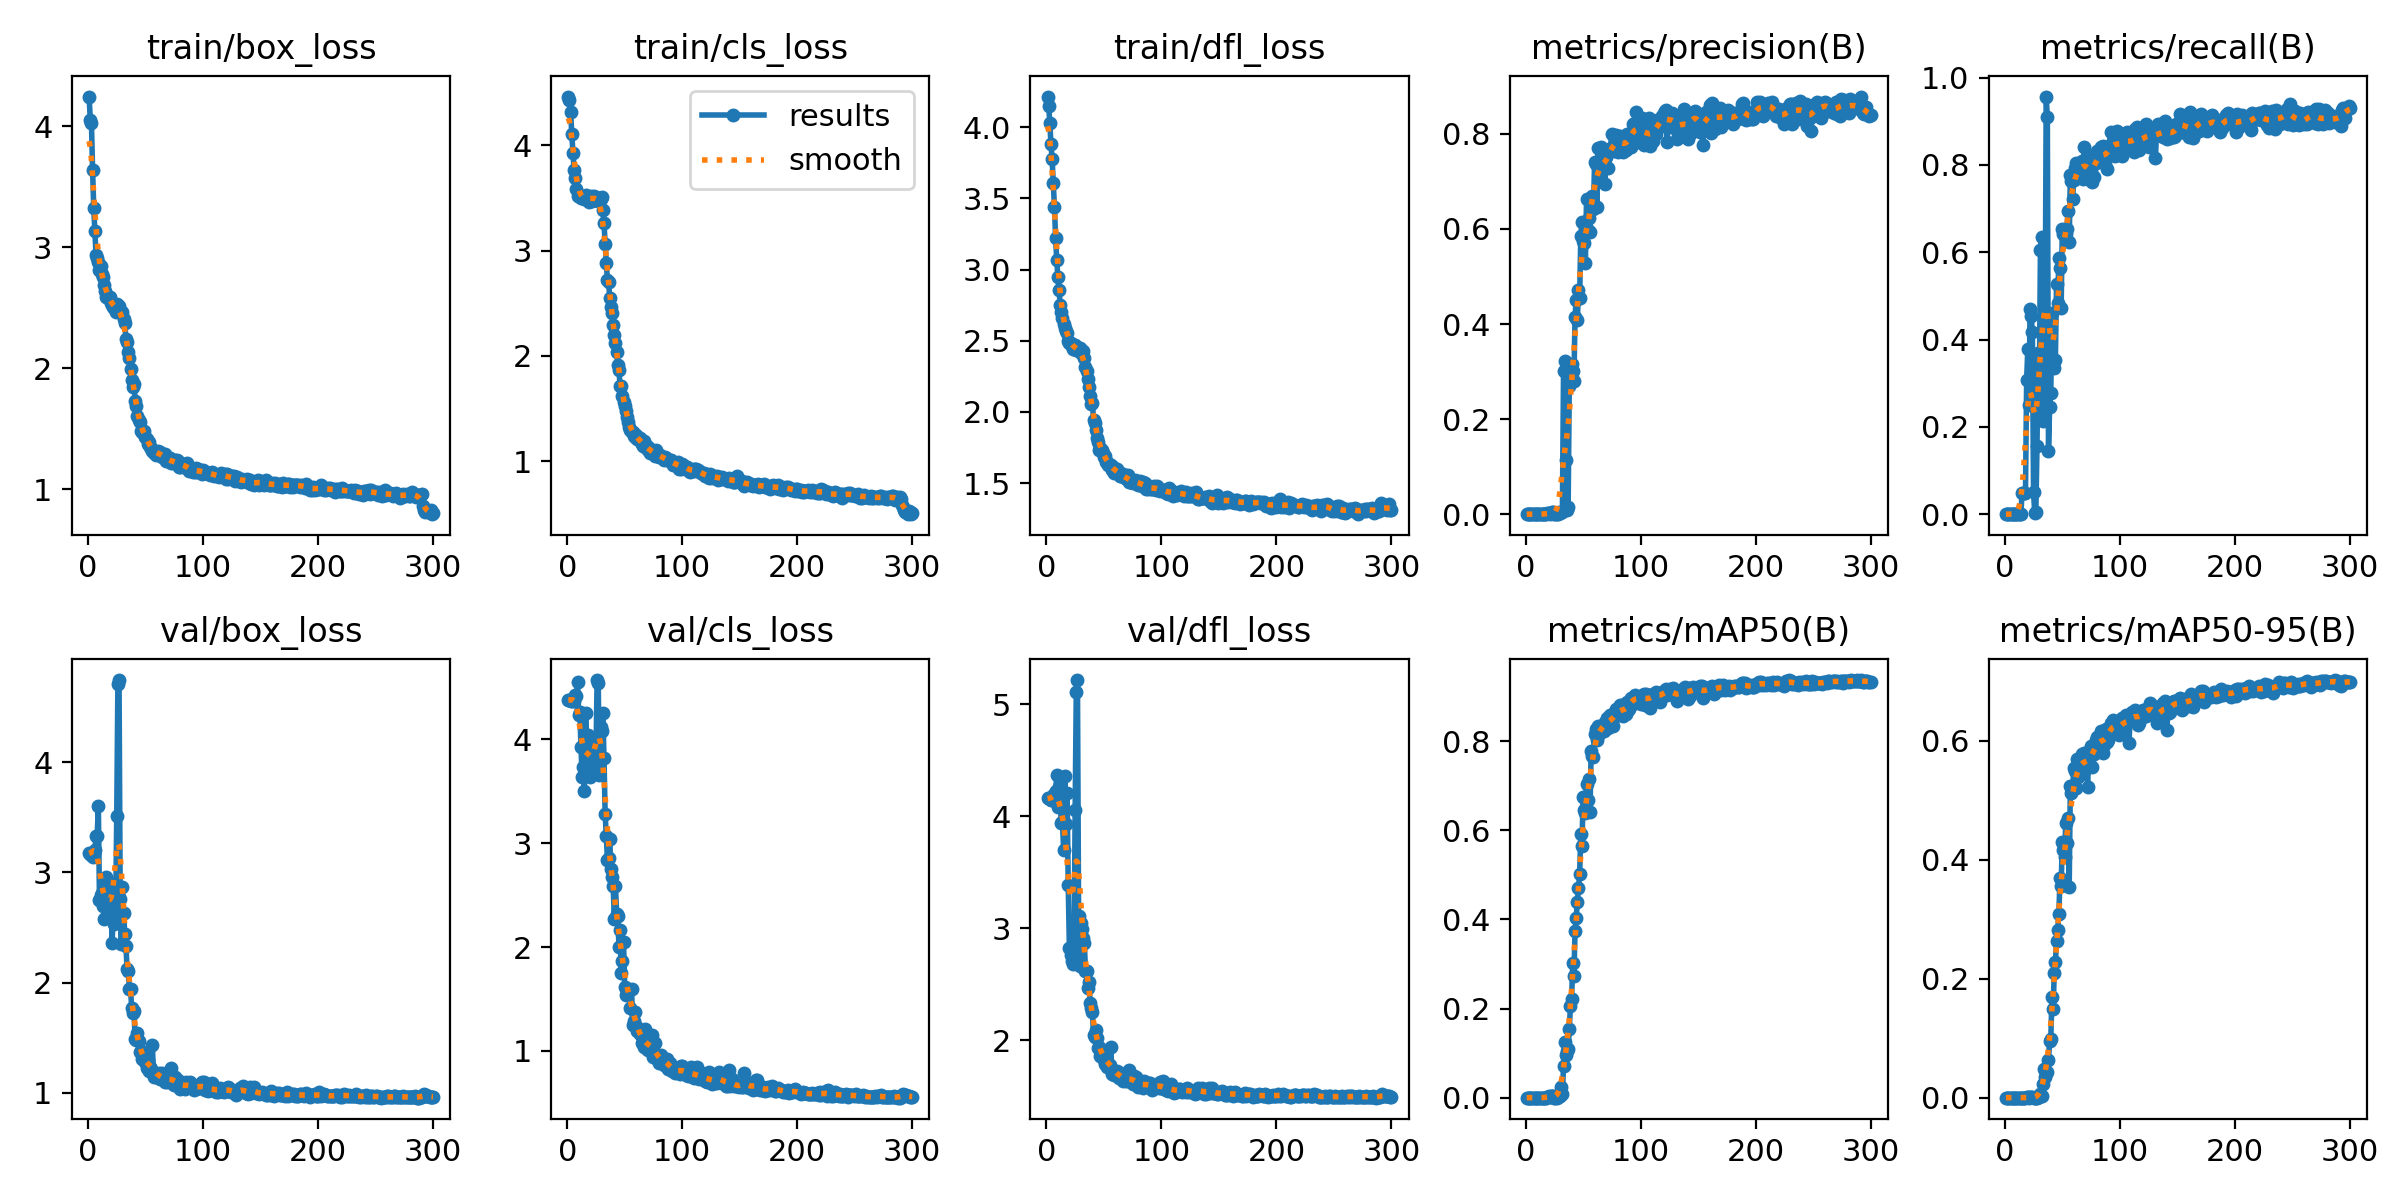 train/box_loss
4
3
2
1
0 100 200 300
train/cls_loss
results
smooth
4
3
2
1
0 100 200 300
train/dfl_loss
4.0
3.5
3.0
2.5
2.0
1.5
0 100 200 300
metrics/precision(B)
0.8
0.6
0.4
0.2
0.0
0 100 200 300
metrics/recall(B)
1.0
0.8
0.6
0.4
0.2
0.0
0 100 200 300
val/box_loss
4
3
2
1
0 100 200 300
val/cls_loss
4
3
2
1
0 100 200 300
val/dfl_loss
5
4
3
2
0 100 200 300
metrics/mAP50(B)
0.8
0.6
0.4
0.2
0.0
0 100 200 300
metrics/mAP50-95(B)
0.6
0.4
0.2
0.0
0 100 200 300